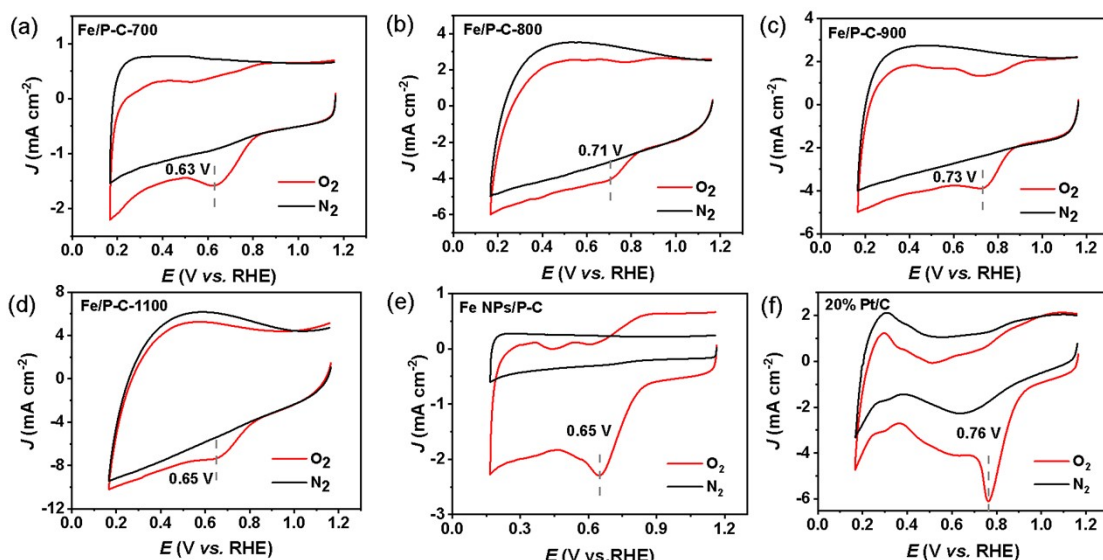 (a)
Fe/P-C-700
J (mA cm⁻²)
1
0
-1
-2
0.63 V
O₂
N₂
0.0 0.2 0.4 0.6 0.8 1.0 1.2
E (V vs. RHE)
(b)
Fe/P-C-800
J (mA cm⁻²)
4
2
0
-2
-4
-6
0.71 V
O₂
N₂
0.0 0.2 0.4 0.6 0.8 1.0 1.2
E (V vs. RHE)
(c)
Fe/P-C-900
J (mA cm⁻²)
4
2
0
-2
-4
-6
0.73 V
O₂
N₂
0.0 0.2 0.4 0.6 0.8 1.0 1.2
E (V vs. RHE)
(d)
Fe/P-C-1100
J (mA cm⁻²)
8
4
0
-4
-8
-12
0.65 V
O₂
N₂
0.0 0.2 0.4 0.6 0.8 1.0 1.2
E (V vs. RHE)
(e)
Fe NPs/P-C
J (mA cm⁻²)
1
0
-1
-2
-3
0.65 V
O₂
N₂
0.0 0.3 0.6 0.9 1.2
E (V vs. RHE)
(f)
20% Pt/C
J (mA cm⁻²)
2
0
-2
-4
-6
0.76 V
O₂
N₂
0.0 0.2 0.4 0.6 0.8 1.0 1.2
E (V vs. RHE)